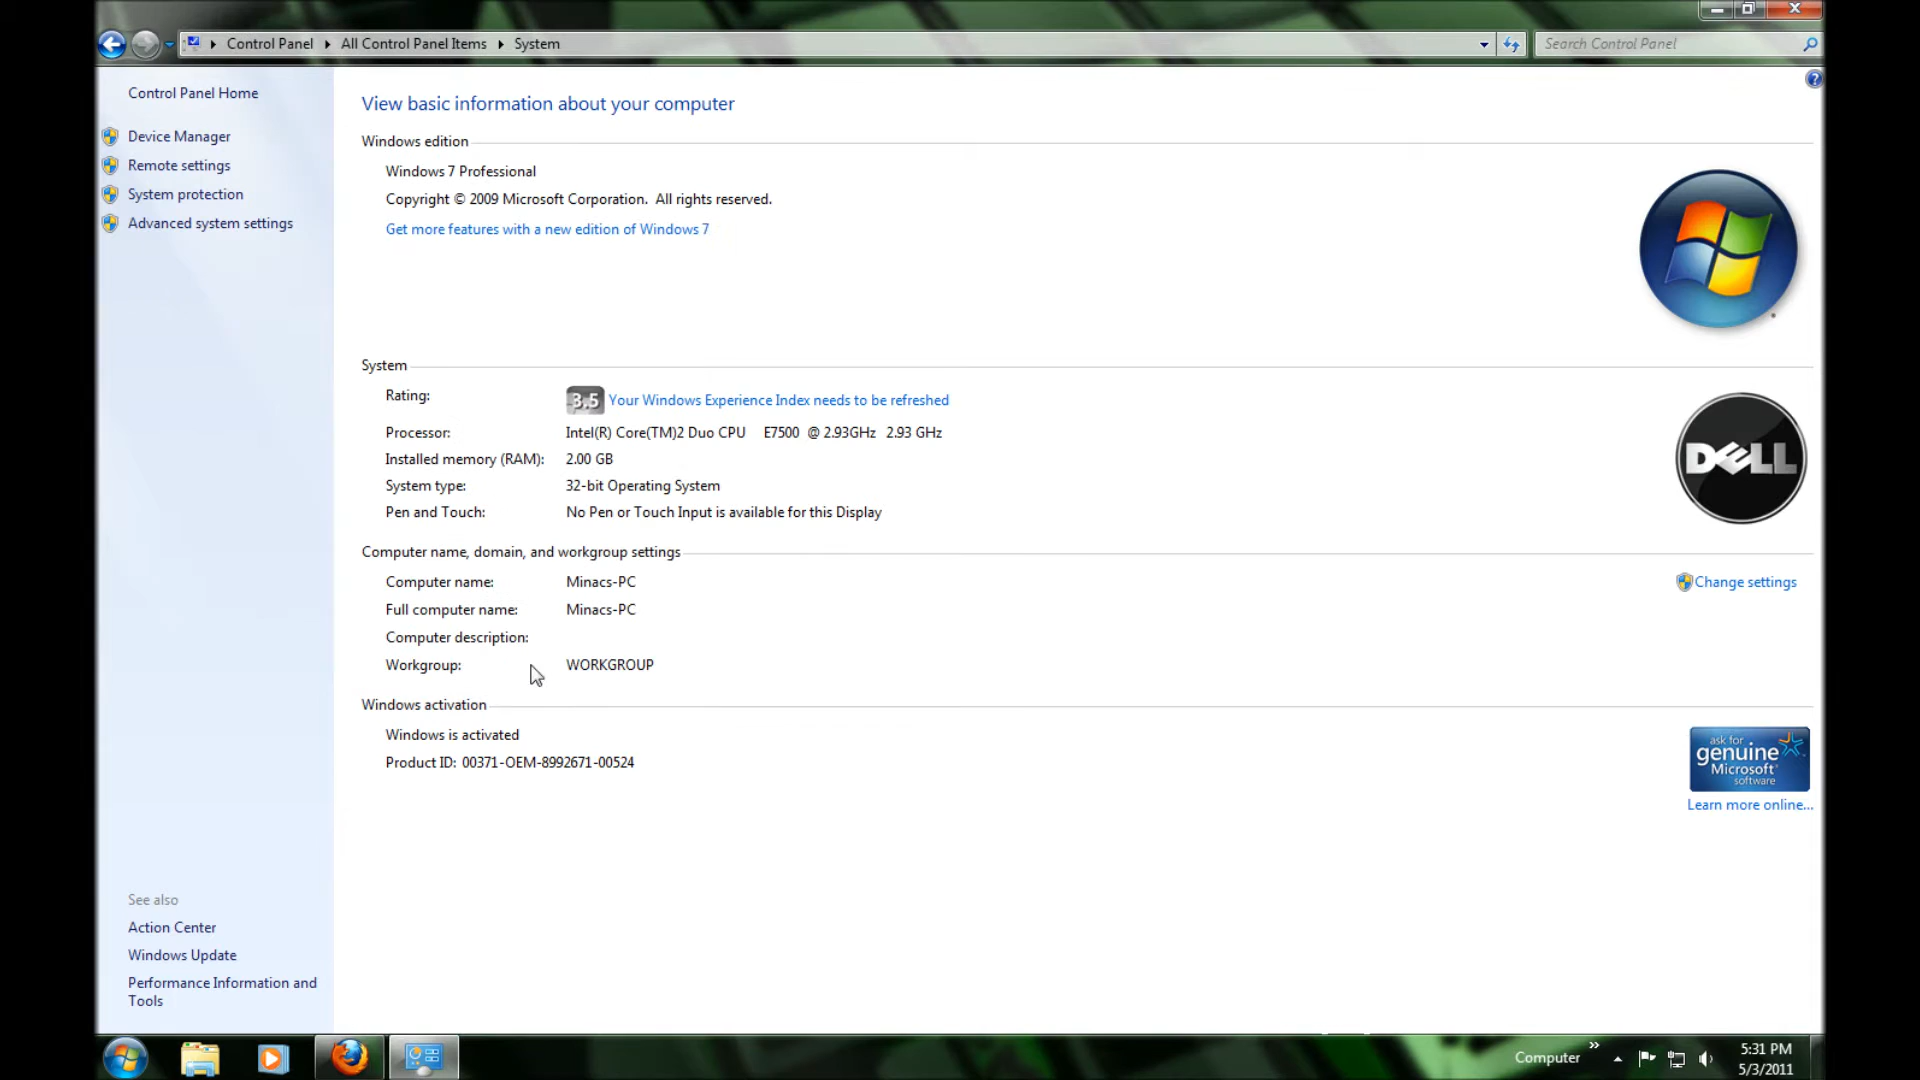 Control Panel
All Control Panel Items
System
Search Control Panel
Control Panel Home
Device Manager
Remote settings
System protection
Advanced system settings
See also
Action Center
Windows Update
Performance Information and
Tools
View basic information about your computer
Windows edition
Windows 7 Professional
Copyright © 2009 Microsoft Corporation.  All rights reserved.
Get more features with a new edition of Windows 7
System
Rating: 3.5 Your Windows Experience Index needs to be refreshed
Processor: Intel(R) Core(TM)2 Duo CPU     E7500  @ 2.93GHz  2.93 GHz
Installed memory (RAM): 2.00 GB
System type: 32-bit Operating System
Pen and Touch: No Pen or Touch Input is available for this Display
DELL
Computer name, domain, and workgroup settings
Computer name: Minacs-PC
Change settings
Full computer name: Minacs-PC
Computer description:
Workgroup: WORKGROUP
Windows activation
Windows is activated
Product ID: 00371-OEM-8992671-00524
ask for
genuine
Microsoft
software
Learn more online...
Computer
5:31 PM
5/3/2011